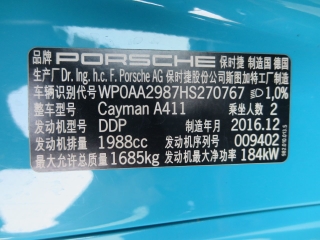 品牌 PORSCHE 保时捷 制造国 德国
生产厂 Dr. Ing. h.c. F. Porsche AG 保时捷股份公司斯图加特工厂制造
车辆识别代号 WP0AA2987HS270767 1,0%
车辆型号 Cayman A411 乘坐人数 2
发动机型号 DDP 制造年月 2016.12
发动机排量 1988cc 发动机号 009402
最大允许总质量 1685kg 发动机最大净功率 184kW